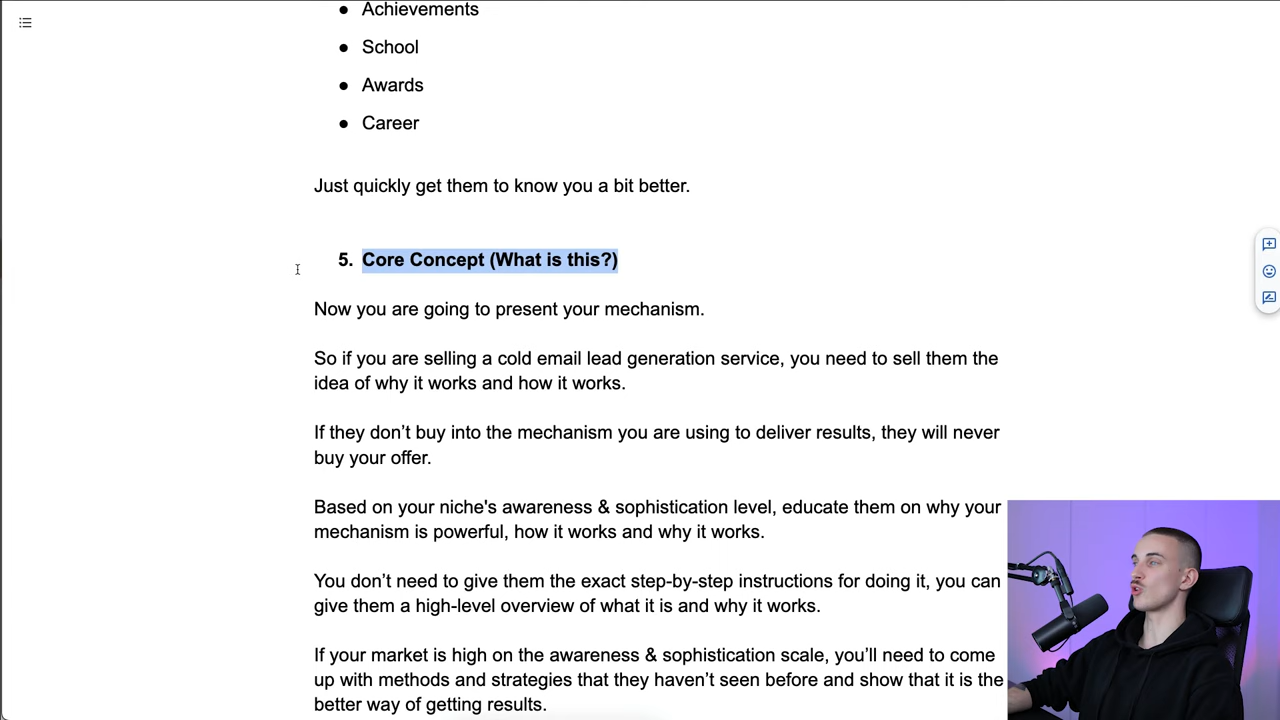 ● Achievements
● School
● Awards
● Career
Just quickly get them to know you a bit better.
5. Core Concept (What is this?)
Now you are going to present your mechanism.
So if you are selling a cold email lead generation service, you need to sell them the
idea of why it works and how it works.
If they don’t buy into the mechanism you are using to deliver results, they will never
buy your offer.
Based on your niche's awareness & sophistication level, educate them on why your
mechanism is powerful, how it works and why it works.
You don’t need to give them the exact step-by-step instructions for doing it, you can
give them a high-level overview of what it is and why it works.
If your market is high on the awareness & sophistication scale, you’ll need to come
up with methods and strategies that they haven’t seen before and show that it is the
better way of getting results.